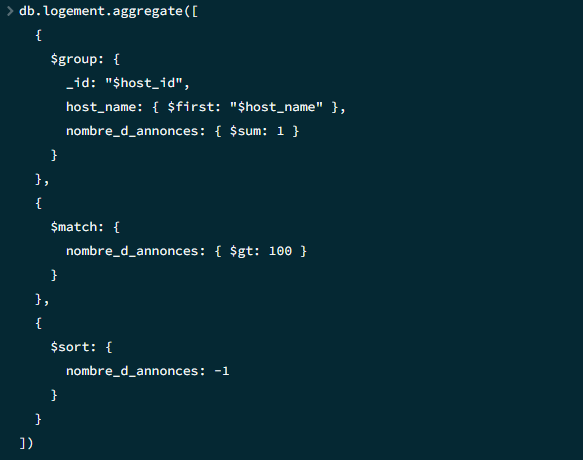 > db.logement.aggregate([
  {
    $group: {
      _id: "$host_id",
      host_name: { $first: "$host_name" },
      nombre_d_annonces: { $sum: 1 }
    }
  },
  {
    $match: {
      nombre_d_annonces: { $gt: 100 }
    }
  },
  {
    $sort: {
      nombre_d_annonces: -1
    }
  }
])